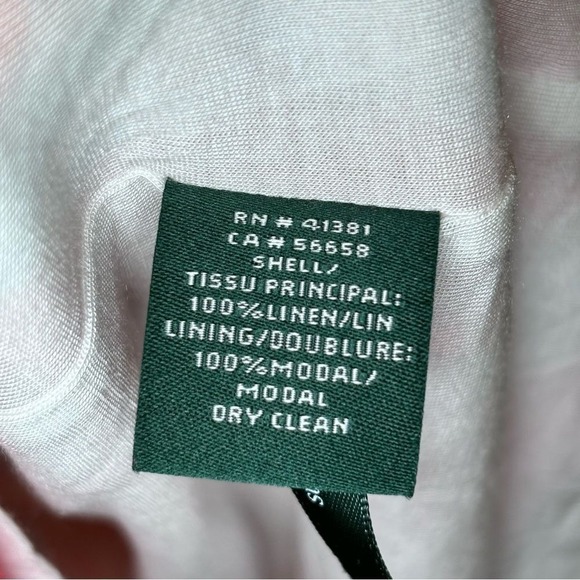 RN # 41381
CA # 56658
SHELL/
TISSU PRINCIPAL:
100%LINEN/LIN
LINING/DOUBLURE:
100%MODAL/
MODAL
DRY CLEAN